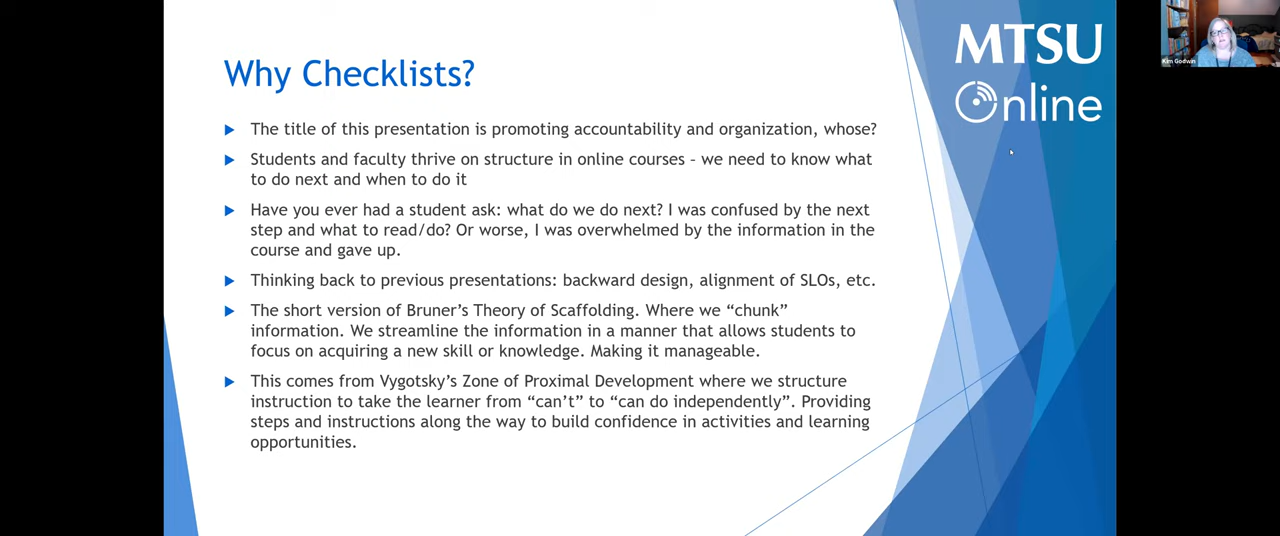 Why Checklists?
The title of this presentation is promoting accountability and organization, whose?
Students and faculty thrive on structure in online courses – we need to know what
to do next and when to do it
Have you ever had a student ask: what do we do next? I was confused by the next
step and what to read/do? Or worse, I was overwhelmed by the information in the
course and gave up.
Thinking back to previous presentations: backward design, alignment of SLOs, etc.
The short version of Bruner's Theory of Scaffolding. Where we “chunk”
information. We streamline the information in a manner that allows students to
focus on acquiring a new skill or knowledge. Making it manageable.
This comes from Vygotsky's Zone of Proximal Development where we structure
instruction to take the learner from “can't” to “can do independently”. Providing
steps and instructions along the way to build confidence in activities and learning
opportunities.
MTSU
Online
Kim Godwin